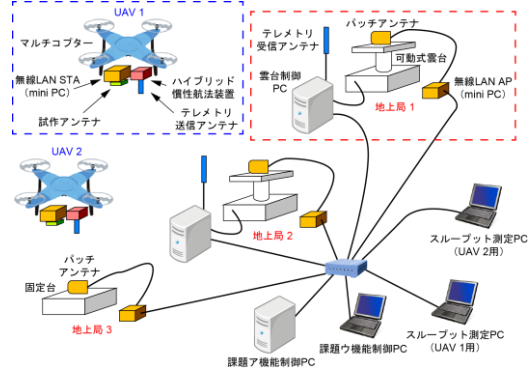 UAV 1
マルチコプター
無線LAN STA
（mini PC）
試作アンテナ
ハイブリッド
慣性航法装置
テレメトリ
送信アンテナ
テレメトリ
受信アンテナ
パッチアンテナ
可動式雲台
雲台制御
PC
地上局 1
無線LAN AP
（mini PC）
UAV 2
地上局 2
パッチ
アンテナ
固定台
地上局 3
スループット測定PC
（UAV 2用）
スループット測定PC
（UAV 1用）
課題ウ機能制御PC
課題ア機能制御PC